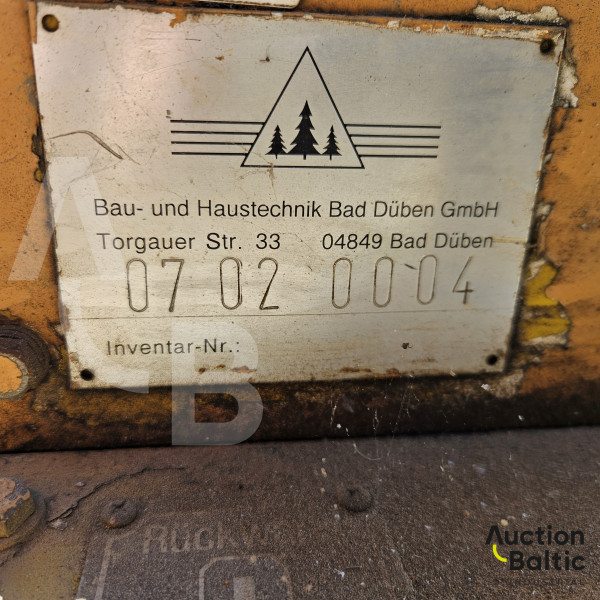 Bau- und Haustechnik Bad Düben GmbH
Torgauer Str. 33 04849 Bad Düben
07 02 00 04
Inventar-Nr.:
A
B
Auction
Baltic